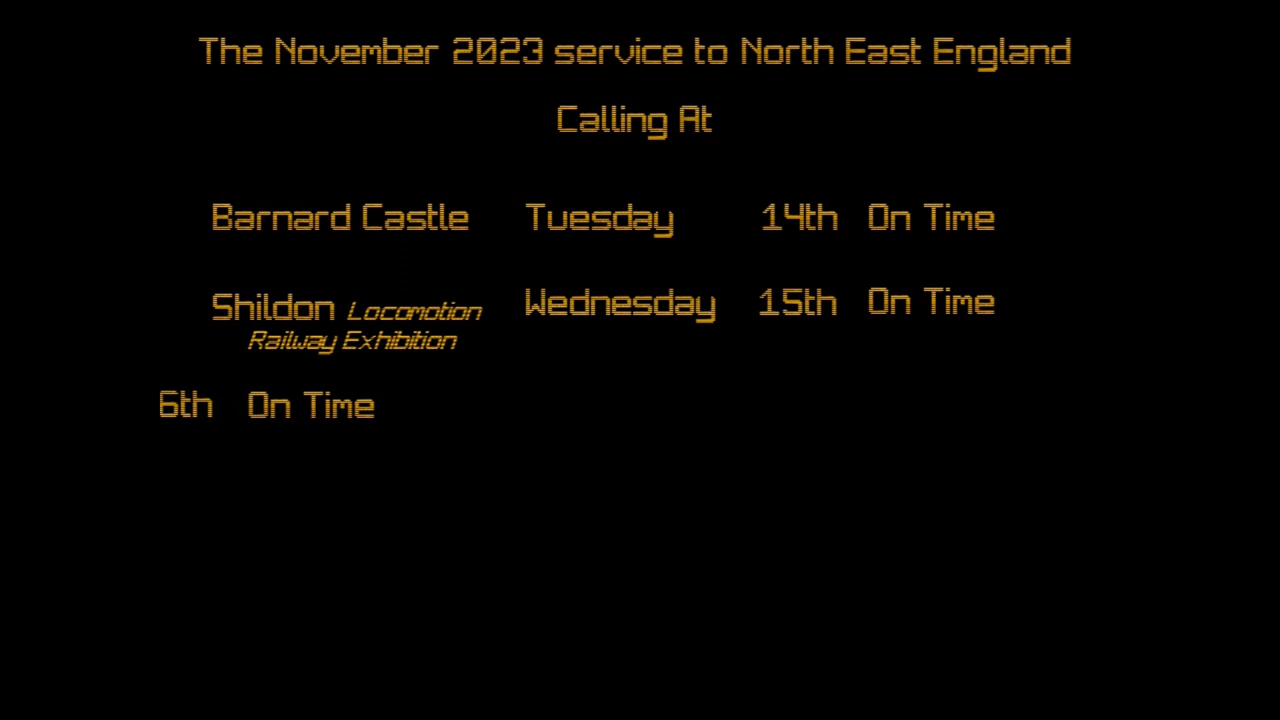 The November 2023 service to North East England
Calling At
Barnard Castle Tuesday 14th On Time
Shildon Locomotion Wednesday 15th On Time
Railway Exhibition
6th On Time